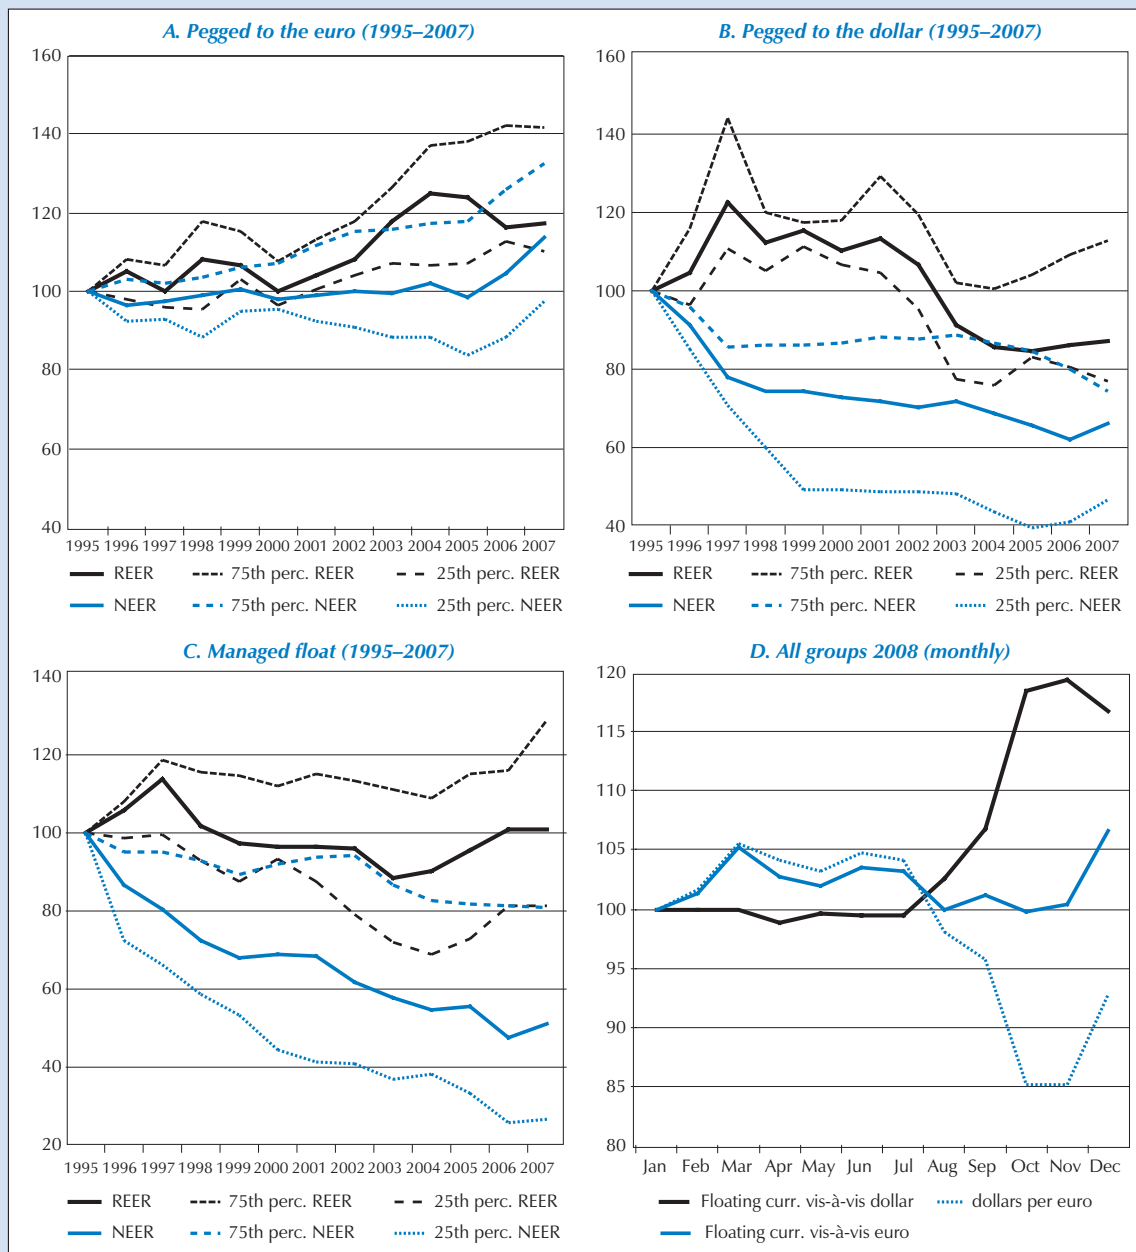 A. Pegged to the euro (1995–2007)
160
140
120
100
80
60
40
1995 1996 1997 1998 1999 2000 2001 2002 2003 2004 2005 2006 2007
REER 75th perc. REER 25th perc. REER
NEER 75th perc. NEER 25th perc. NEER
B. Pegged to the dollar (1995–2007)
160
140
120
100
80
60
40
1995 1996 1997 1998 1999 2000 2001 2002 2003 2004 2005 2006 2007
REER 75th perc. REER 25th perc. REER
NEER 75th perc. NEER 25th perc. NEER
C. Managed float (1995–2007)
140
120
100
80
60
40
20
1995 1996 1997 1998 1999 2000 2001 2002 2003 2004 2005 2006 2007
REER 75th perc. REER 25th perc. REER
NEER 75th perc. NEER 25th perc. NEER
D. All groups 2008 (monthly)
120
115
110
105
100
95
90
85
80
Jan Feb Mar Apr May Jun Jul Aug Sep Oct Nov Dec
Floating curr. vis-à-vis dollar dollars per euro
Floating curr. vis-à-vis euro